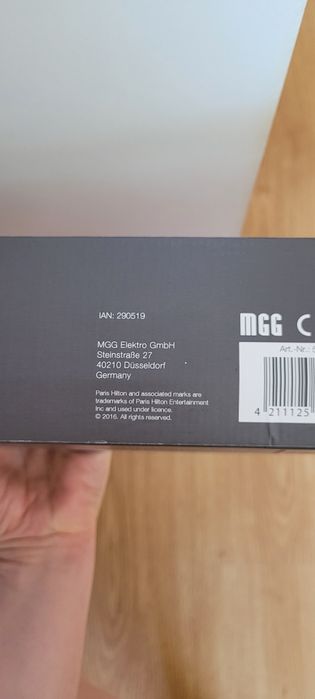 IAN: 290519
MGG Elektro GmbH
Steinstraße 27
40210 Düsseldorf
Germany
Paris Hilton and associated marks are
trademarks of Paris Hilton Entertainment
Inc and used under licence.
© 2016. All rights reserved.
MGG C
Art.-Nr.:
4 211125